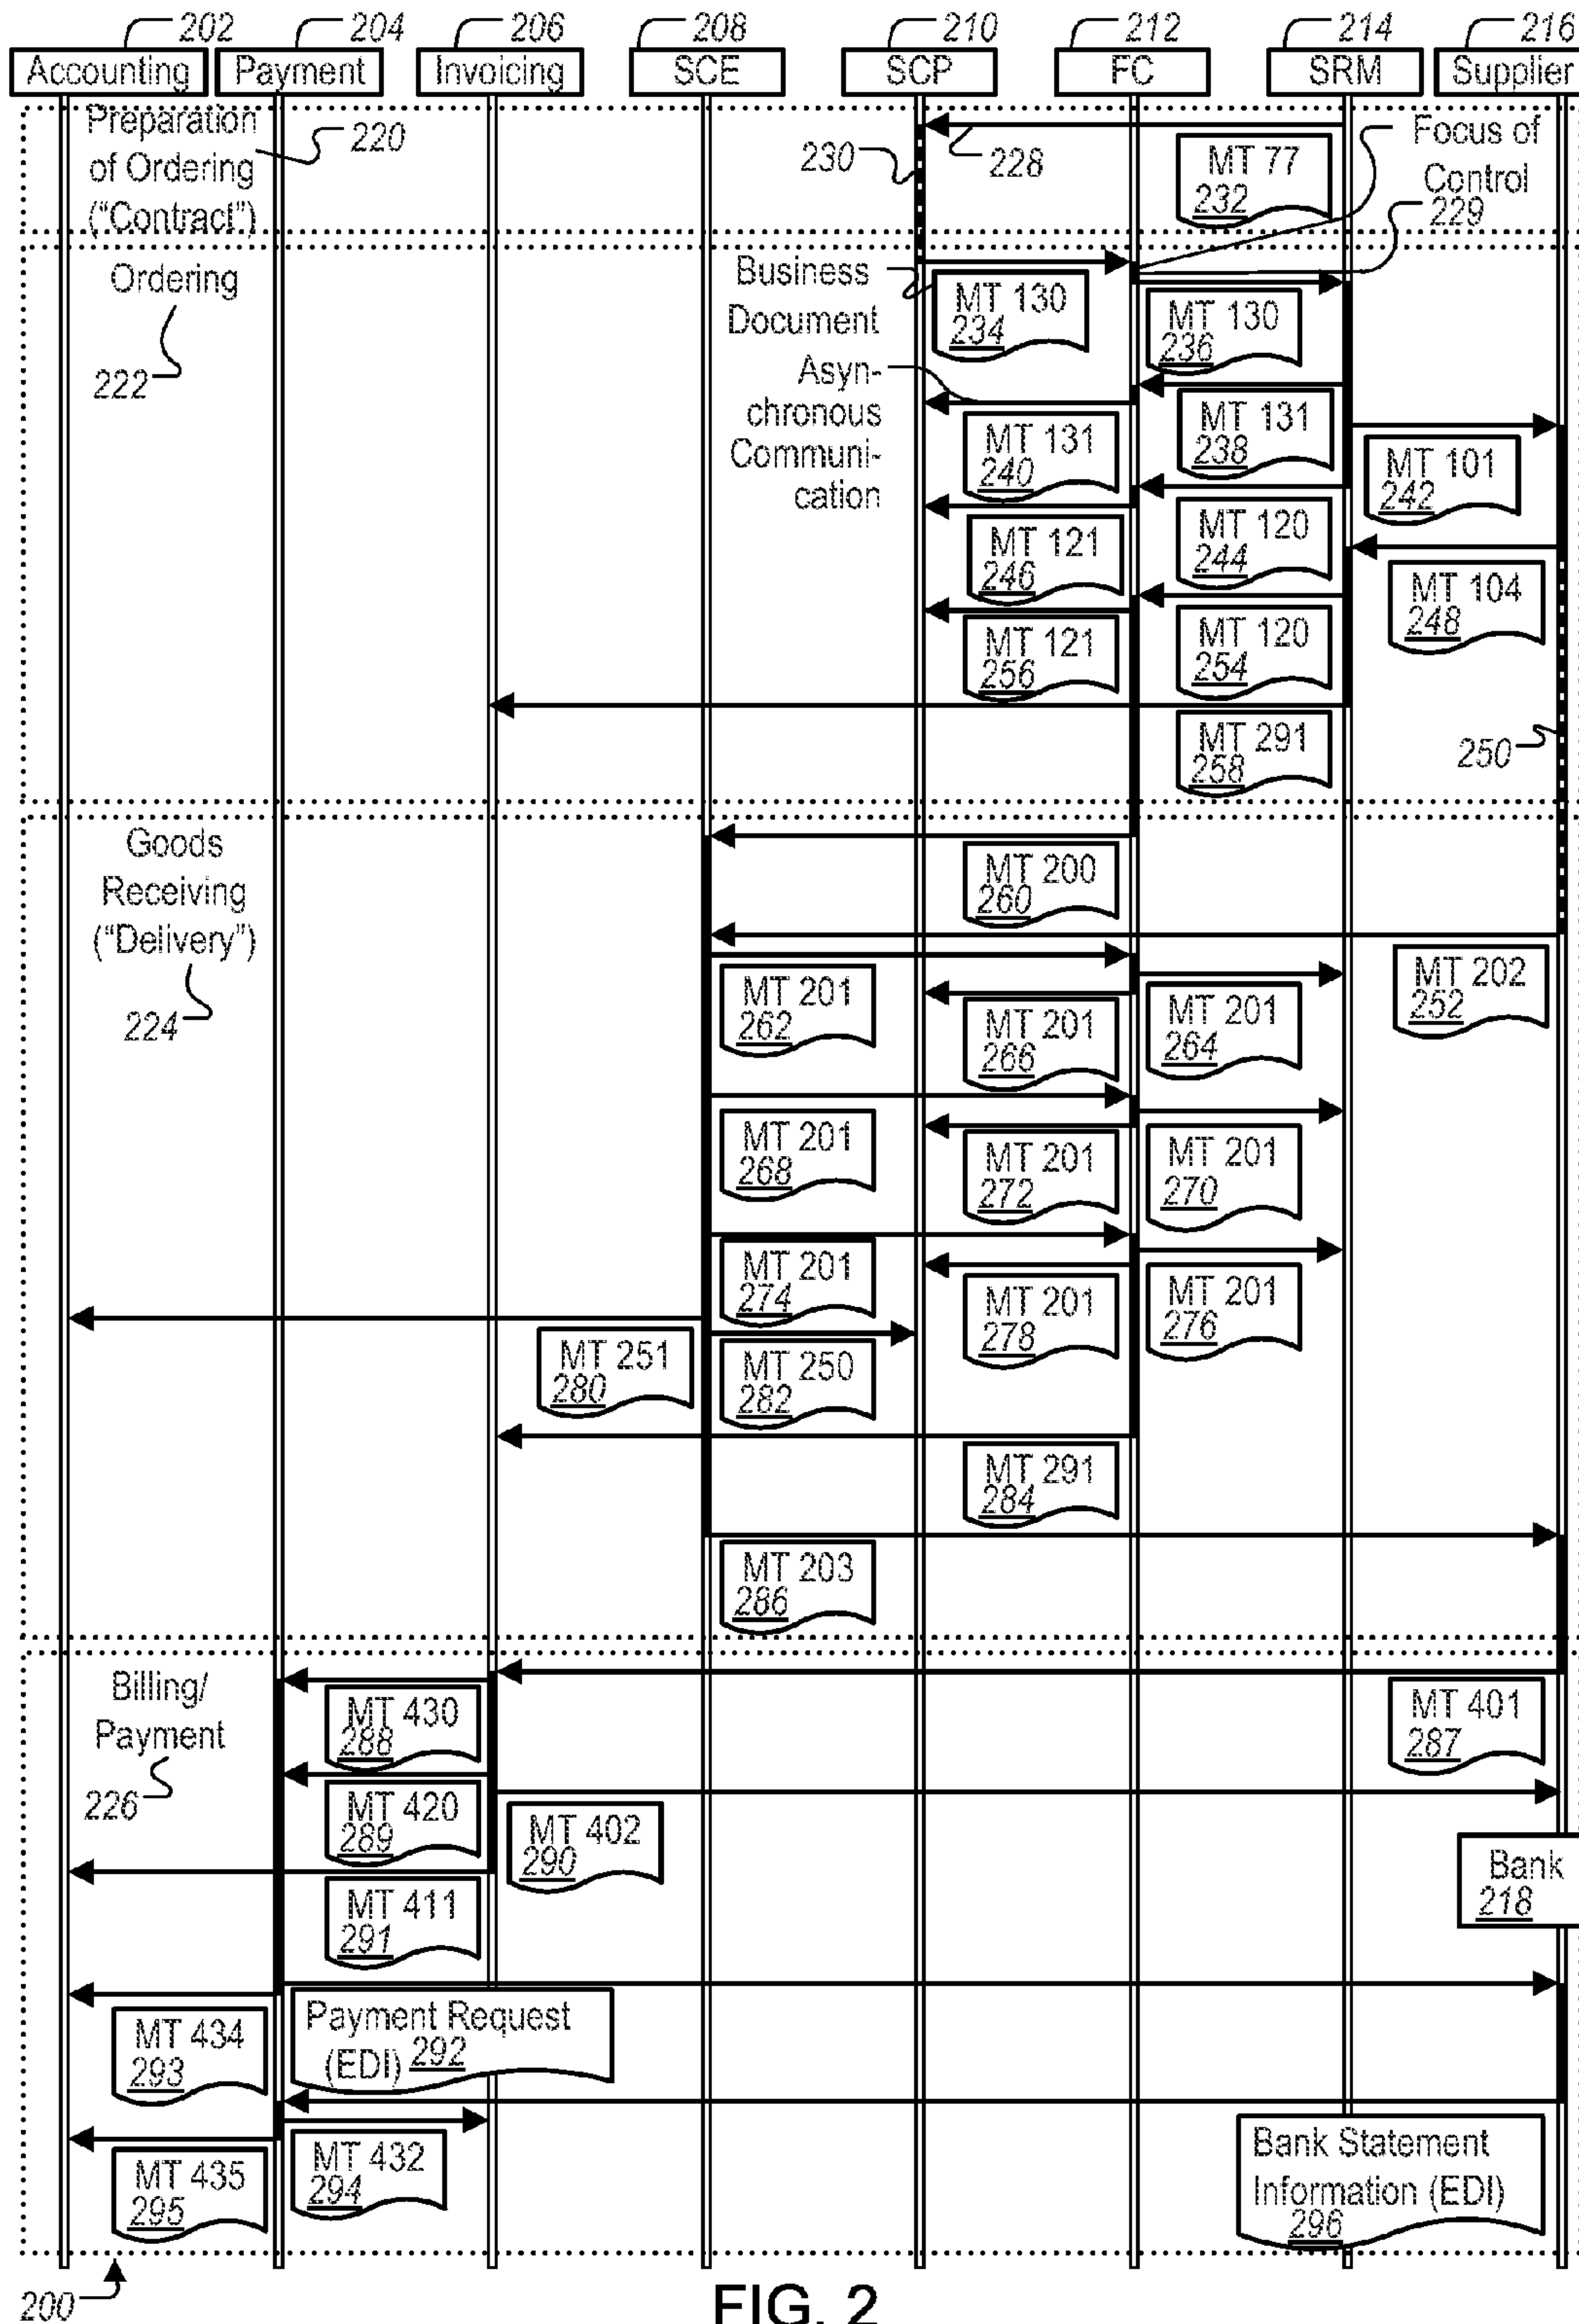 202 204 206 208 210 212 214 216
Accounting Payment Invoicing SCE SCP FC SRM Supplier
Preparation
of Ordering
("Contract")
220
230
228
MT 77
232
Focus of
Control
229
Ordering
222
Business
Document
MT 130
234
MT 130
236
Asyn-
chronous
Communi-
cation
MT 131
240
MT 131
238
MT 101
242
MT 121
246
MT 120
244
MT 104
248
MT 121
256
MT 120
254
MT 291
258
250
Goods
Receiving
("Delivery")
224
MT 200
260
MT 202
252
MT 201
262
MT 201
266
MT 201
264
MT 201
268
MT 201
272
MT 201
270
MT 201
274
MT 201
278
MT 201
276
MT 251
280
MT 250
282
MT 291
284
MT 203
286
Billing/
Payment
226
MT 430
288
MT 401
287
MT 420
289
MT 402
290
Bank
218
MT 411
291
MT 434
293
Payment Request
(EDI) 292
MT 435
295
MT 432
294
Bank Statement
Information (EDI)
296
200
FIG. 2